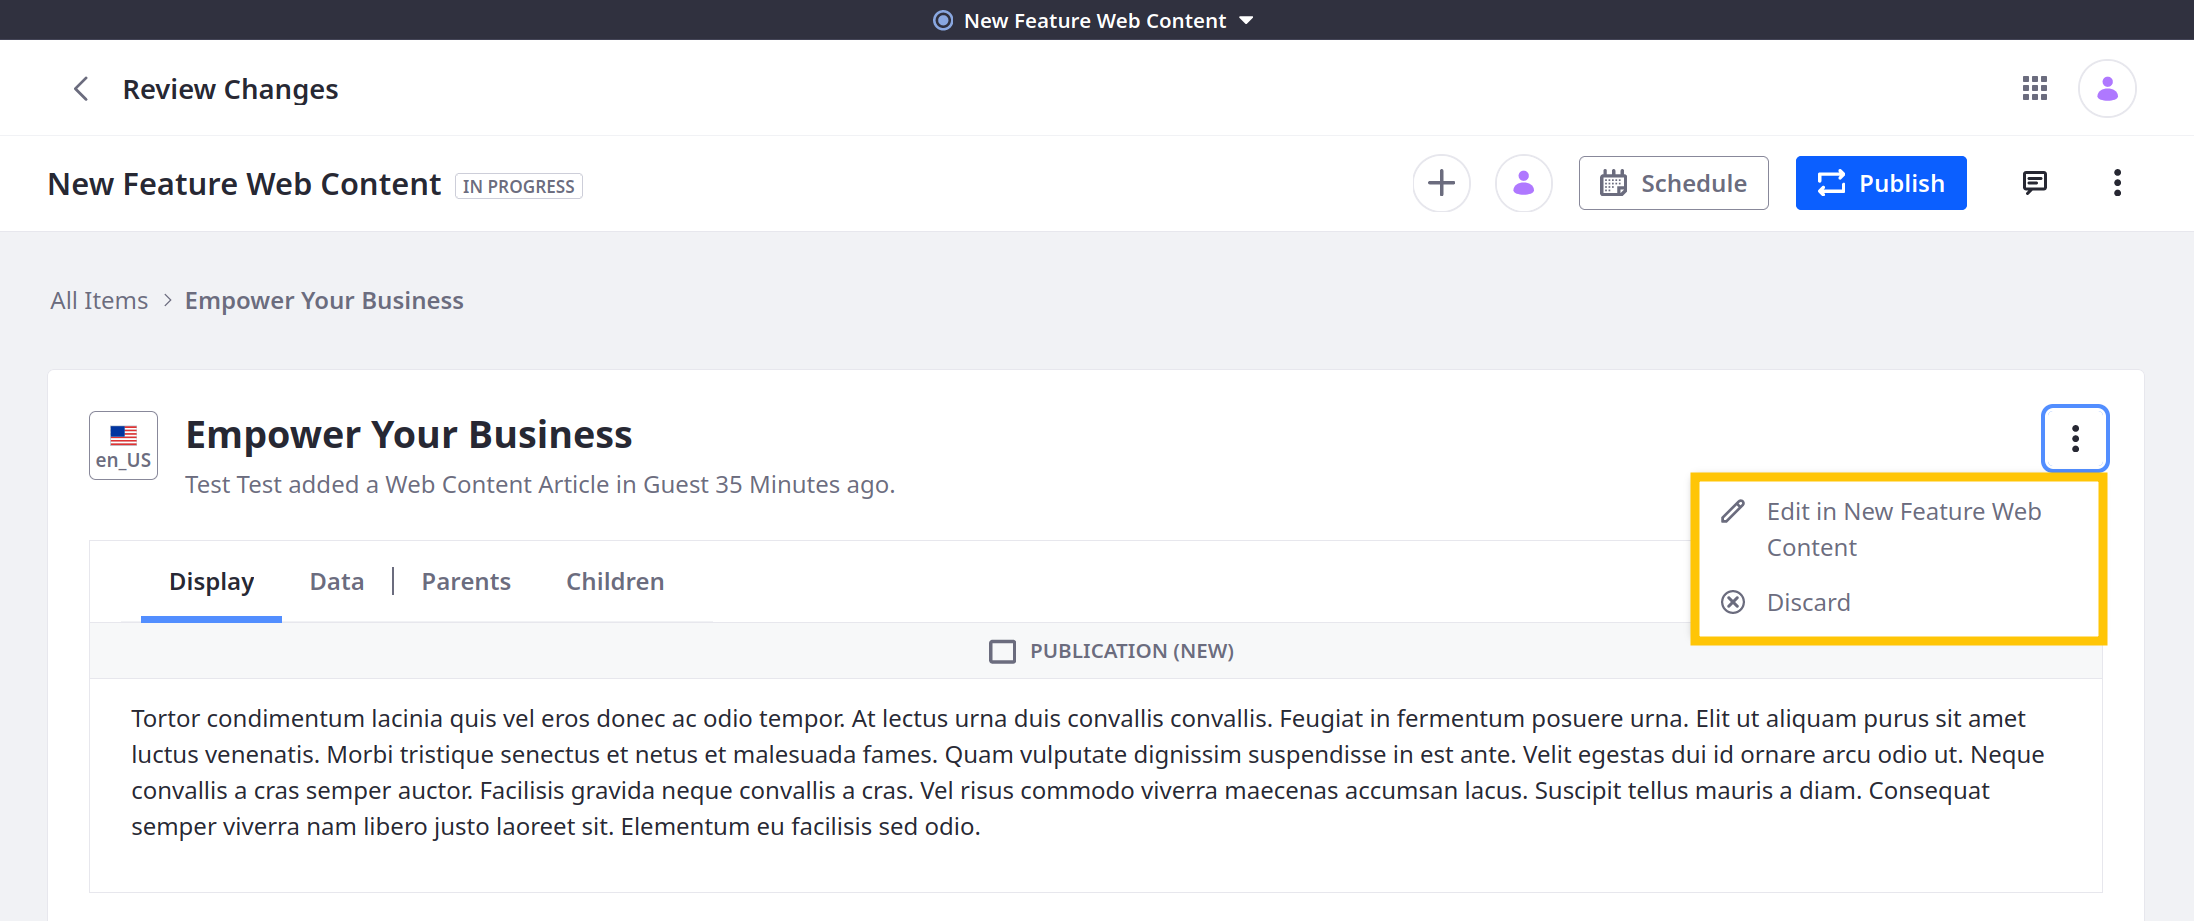 New Feature Web Content
Review Changes
New Feature Web Content IN PROGRESS
Schedule
Publish
All Items > Empower Your Business
en_US
Empower Your Business
Test Test added a Web Content Article in Guest 35 Minutes ago.
Edit in New Feature Web
Content
Discard
Display Data | Parents Children
PUBLICATION (NEW)
Tortor condimentum lacinia quis vel eros donec ac odio tempor. At lectus urna duis convallis convallis. Feugiat in fermentum posuere urna. Elit ut aliquam purus sit amet
luctus venenatis. Morbi tristique senectus et netus et malesuada fames. Quam vulputate dignissim suspendisse in est ante. Velit egestas dui id ornare arcu odio ut. Neque
convallis a cras semper auctor. Facilisis gravida neque convallis a cras. Vel risus commodo viverra maecenas accumsan lacus. Suscipit tellus mauris a diam. Consequat
semper viverra nam libero justo laoreet sit. Elementum eu facilisis sed odio.